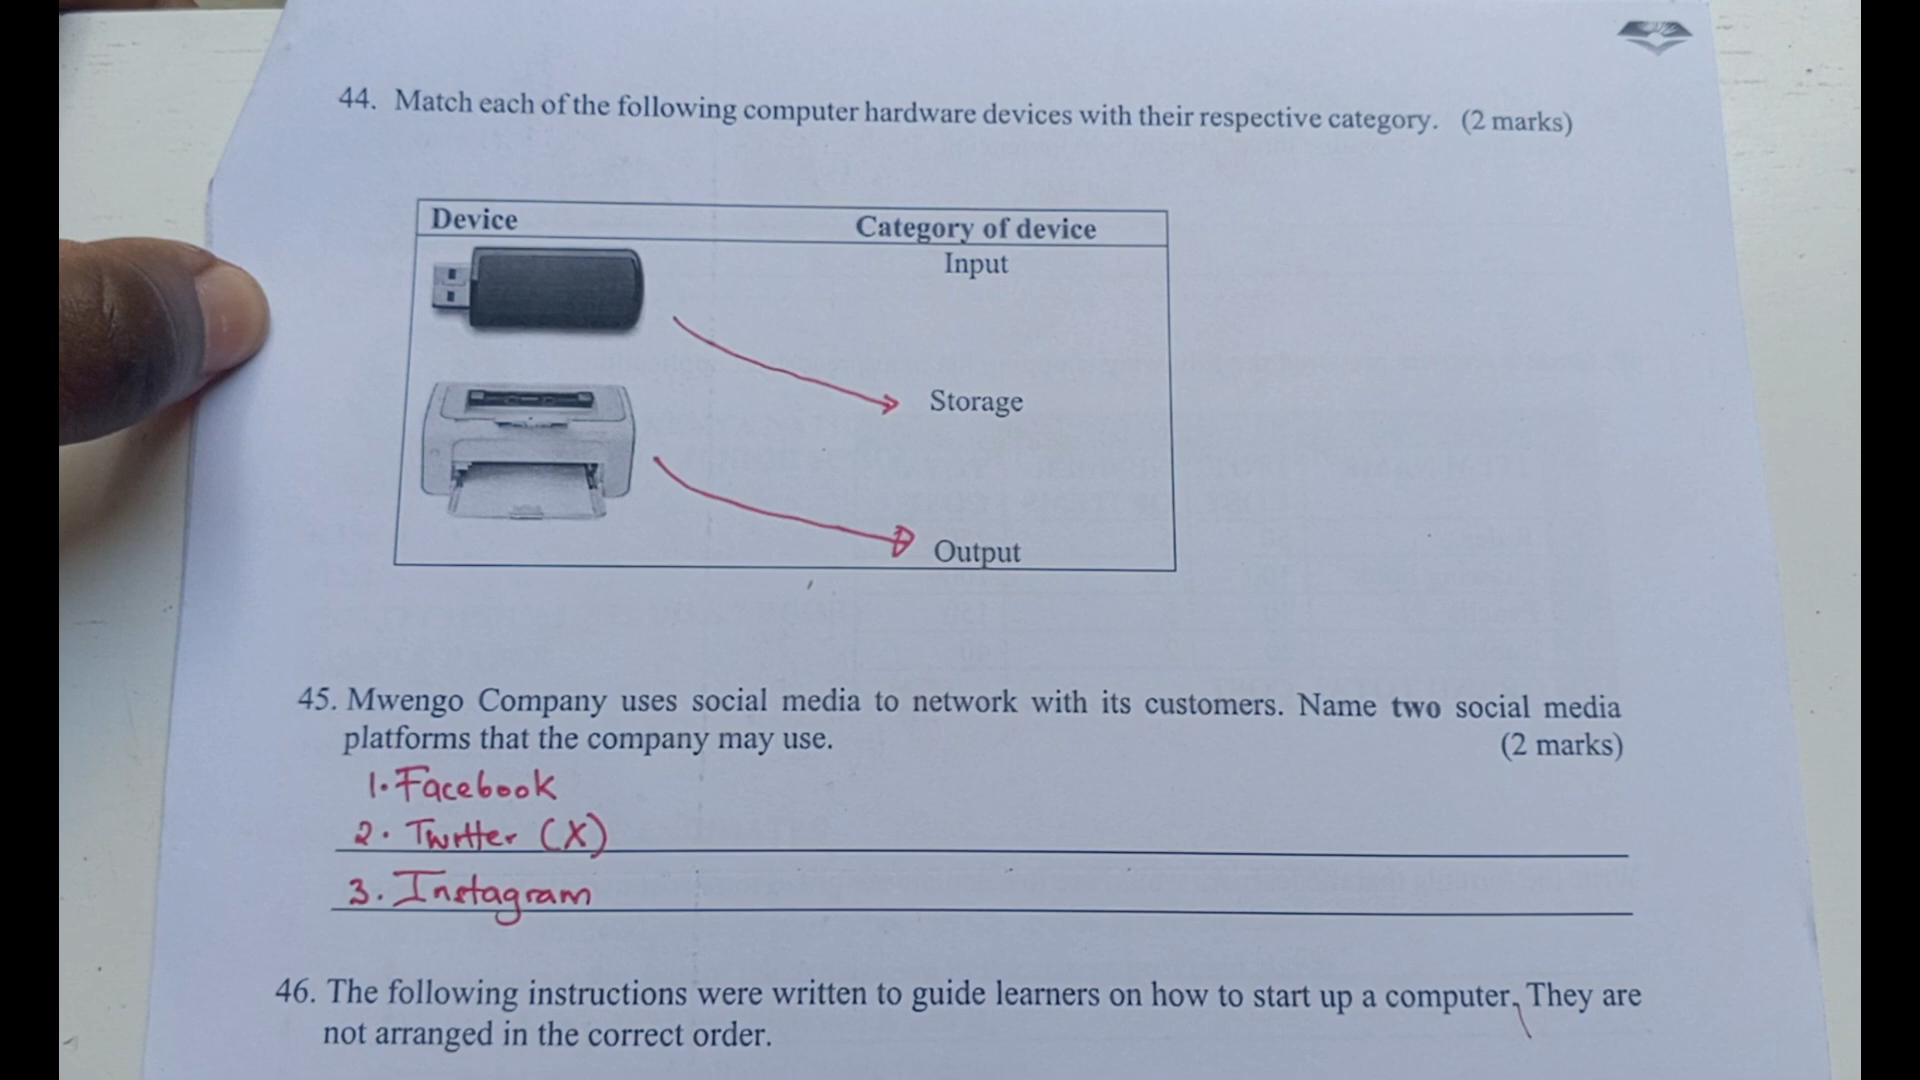 44. Match each of the following computer hardware devices with their respective category. (2 marks)
Device Category of device
Input
Storage
Output
45. Mwengo Company uses social media to network with its customers. Name two social media
platforms that the company may use. (2 marks)
1. Facebook
2. Twitter (X)
3. Instagram
46. The following instructions were written to guide learners on how to start up a computer. They are
not arranged in the correct order.